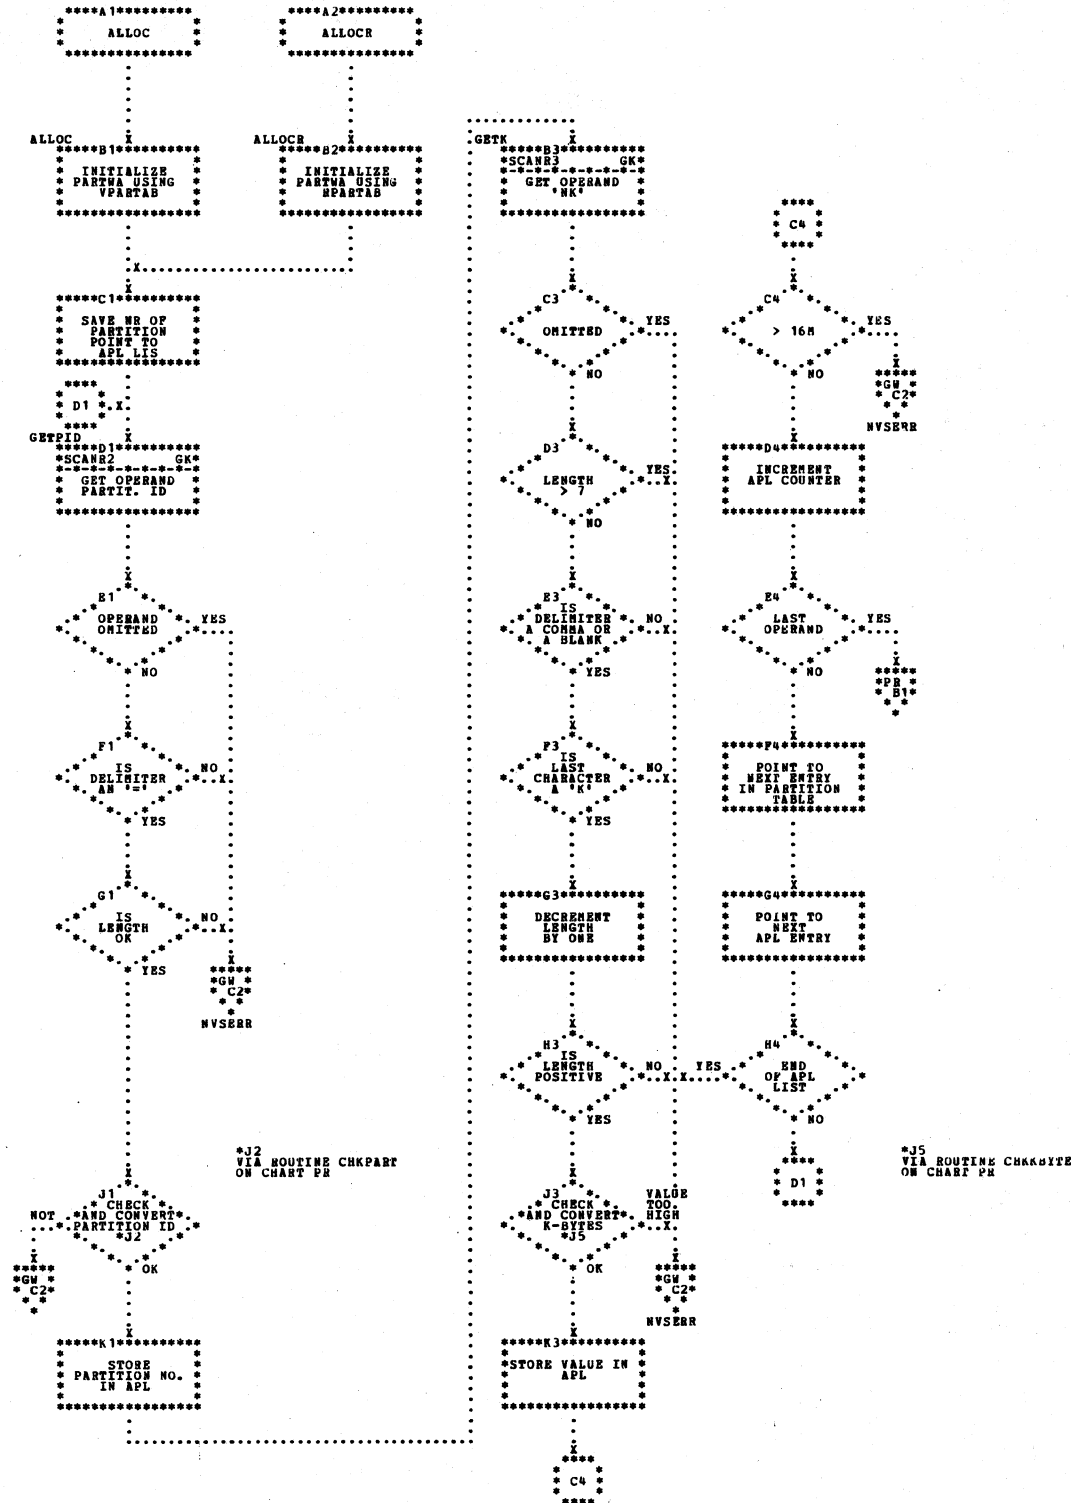 A1
ALLOC
ALLOC
B1
INITIALIZE
PARTWA USING
VPARTAB
C1
SAVE NR OF
PARTITION
POINT TO
APL LIS
D1
GETPID
D1
SCANR2 GK
GET OPERAND
PARTIT. ID
E1
OPERAND
OMITTED
YES
NO
F1
IS
DELIMITER
AN '='
NO
YES
G1
IS
LENGTH
OK
NO
YES
GW
C2
NVSERR
J1
CHECK
AND CONVERT
PARTITION ID
*J2
NOT
OK
GW
C2
K1
STORE
PARTITION NO.
IN APL
A2
ALLOCR
ALLOCR
B2
INITIALIZE
PARTWA USING
RPARTAB
*J2
VIA ROUTINE CHKPART
ON CHART PR
GETK
B3
SCANR3 GK
GET OPERAND
'NK'
C3
OMITTED
YES
NO
D3
LENGTH
> 7
YES
NO
E3
IS
DELIMITER
A COMMA OR
A BLANK
NO
YES
F3
IS
LAST
CHARACTER
A 'K'
NO
YES
G3
DECREMENT
LENGTH
BY ONE
H3
IS
LENGTH
POSITIVE
NO
YES
J3
CHECK
AND CONVERT
K-BYTES
*J5
VALUE
TOO
HIGH
OK
GW
C2
NVSERR
K3
STORE VALUE IN
APL
C4
C4
C4
> 16M
YES
NO
GW
C2
NVSERR
D4
INCREMENT
APL COUNTER
E4
LAST
OPERAND
YES
NO
PR
B1
F4
POINT TO
NEXT ENTRY
IN PARTITION
TABLE
G4
POINT TO
NEXT
APL ENTRY
H4
END
OF APL
LIST
YES
NO
D1
*J5
VIA ROUTINE CHKKBYTE
ON CHART PR